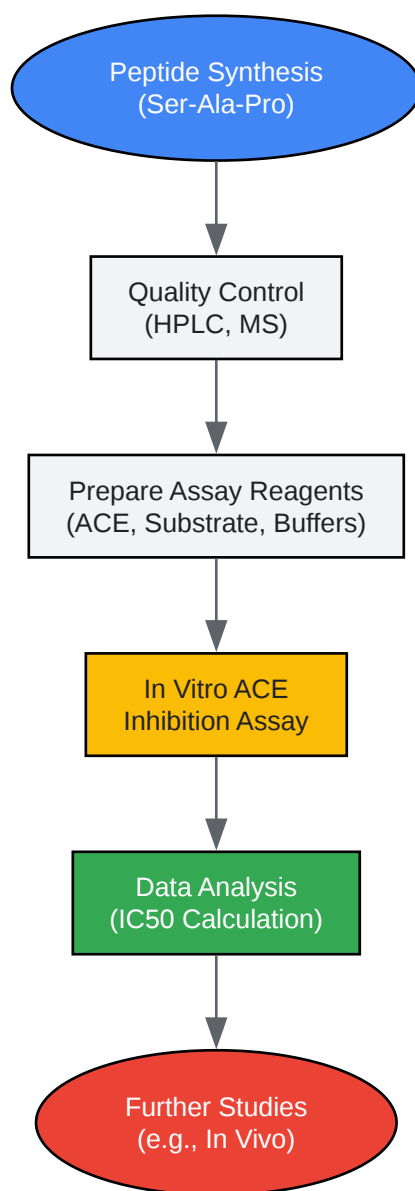 Peptide Synthesis
(Ser-Ala-Pro)
Quality Control
(HPLC, MS)
Prepare Assay Reagents
(ACE, Substrate, Buffers)
In Vitro ACE
Inhibition Assay
Data Analysis
(IC50 Calculation)
Further Studies
(e.g., In Vivo)